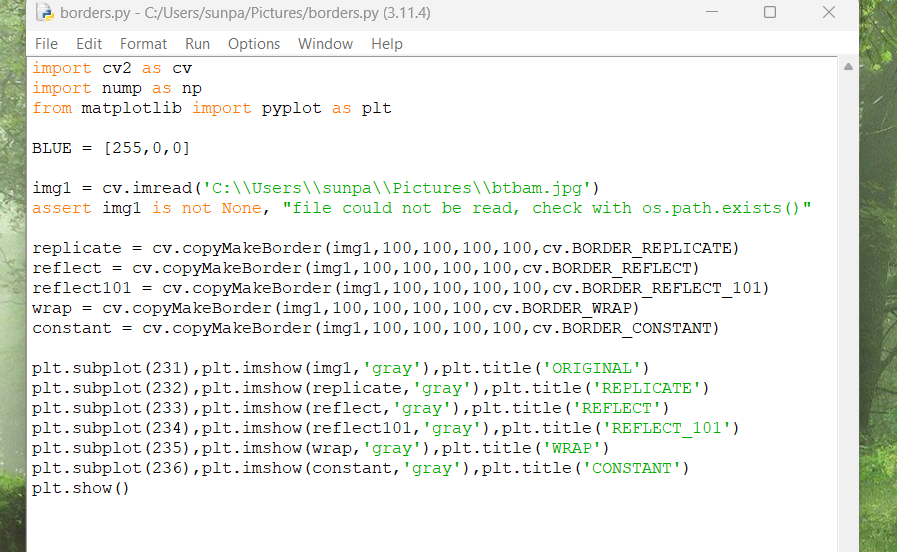 borders.py - C:/Users/sunpa/Pictures/borders.py (3.11.4)
File Edit Format Run Options Window Help
import cv2 as cv
import nump as np
from matplotlib import pyplot as plt
BLUE = [255,0,0]
img1 = cv.imread('C:\\Users\\sunpa\\Pictures\\btbam.jpg')
assert img1 is not None, "file could not be read, check with os.path.exists()"
replicate = cv.copyMakeBorder(img1,100,100,100,100,cv.BORDER_REPLICATE)
reflect = cv.copyMakeBorder(img1,100,100,100,100,cv.BORDER_REFLECT)
reflect101 = cv.copyMakeBorder(img1,100,100,100,100,cv.BORDER_REFLECT_101)
wrap = cv.copyMakeBorder(img1,100,100,100,100,cv.BORDER_WRAP)
constant = cv.copyMakeBorder(img1,100,100,100,100,cv.BORDER_CONSTANT)
plt.subplot(231),plt.imshow(img1,'gray'),plt.title('ORIGINAL')
plt.subplot(232),plt.imshow(replicate,'gray'),plt.title('REPLICATE')
plt.subplot(233),plt.imshow(reflect,'gray'),plt.title('REFLECT')
plt.subplot(234),plt.imshow(reflect101,'gray'),plt.title('REFLECT_101')
plt.subplot(235),plt.imshow(wrap,'gray'),plt.title('WRAP')
plt.subplot(236),plt.imshow(constant,'gray'),plt.title('CONSTANT')
plt.show()